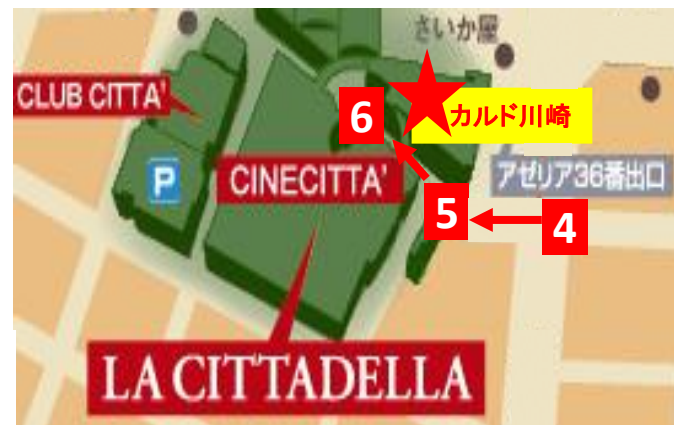 さいか屋
CLUB CITTA'
6
カルド川崎
P
CINECITTA'
アゼリア36番出口
5
4
LA CITTADELLA